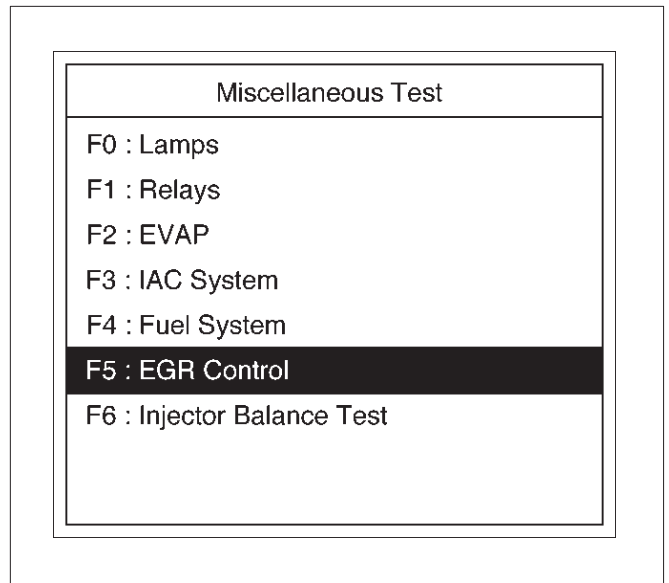 Miscellaneous Test
F0 : Lamps
F1 : Relays
F2 : EVAP
F3 : IAC System
F4 : Fuel System
F5 : EGR Control
F6 : Injector Balance Test